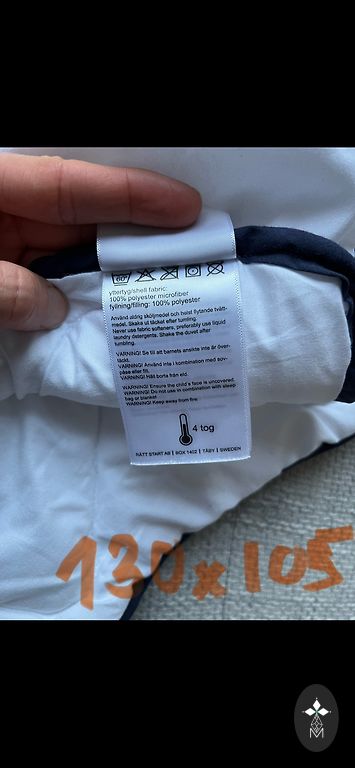 60°
yttertyg/shell fabric:
100% polyester microfiber
fyllning/filling: 100% polyester
Använd aldrig sköljmedel och helst flytande tvätt-
medel. Skaka ut täcket efter tumling.
Never use fabric softeners, preferably use liquid
laundry detergents. Shake the duvet after
tumbling.
VARNING! Se till att barnets ansikte inte är över-
täckt.
VARNING! Använd inte i kombination med sov-
påse eller filt.
VARNING! Håll borta från eld.
WARNING! Ensure the child's face is uncovered.
WARNING! Do not use in combination with sleep
bag or blanket
WARNING! Keep away from fire.
4 tog
NÄTT START AB | BOX 1402 | TÄBY | SWEDEN
130x105
M